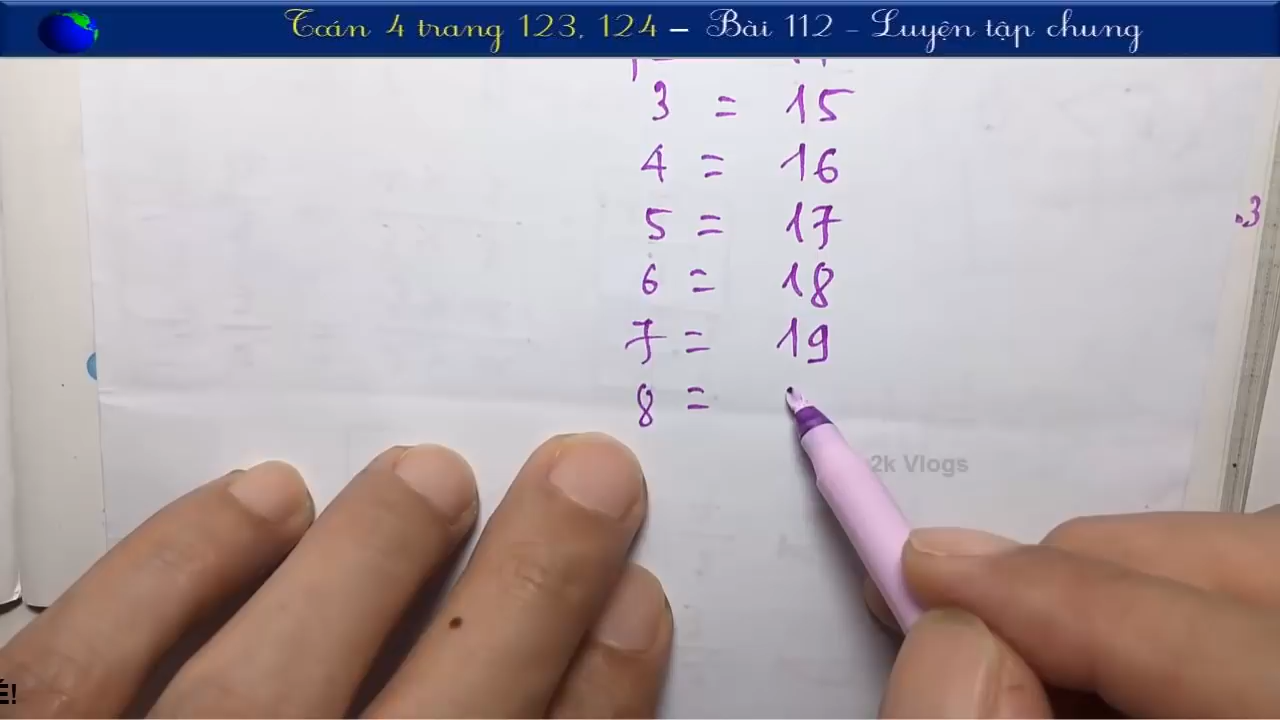 Toán 4 trang 123, 124 – Bài 112 - Luyện tập chung
3 = 15
4 = 16
.3
5 = 17
6 = 18
7 = 19
8 =
2k Vlogs
É!